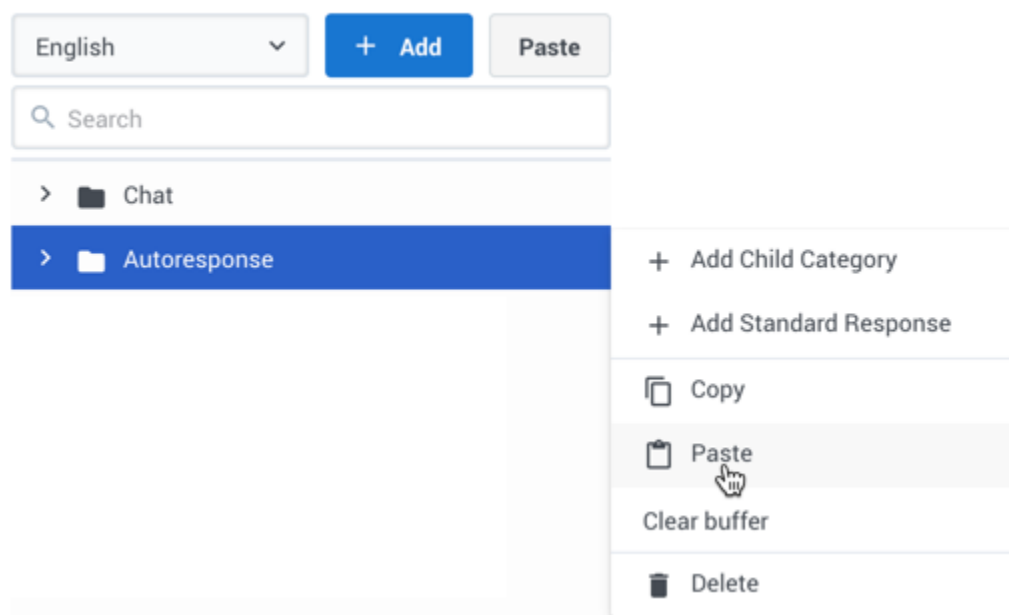 English
+ Add
Paste
Search
Chat
Autoresponse
+ Add Child Category
+ Add Standard Response
Copy
Paste
Clear buffer
Delete